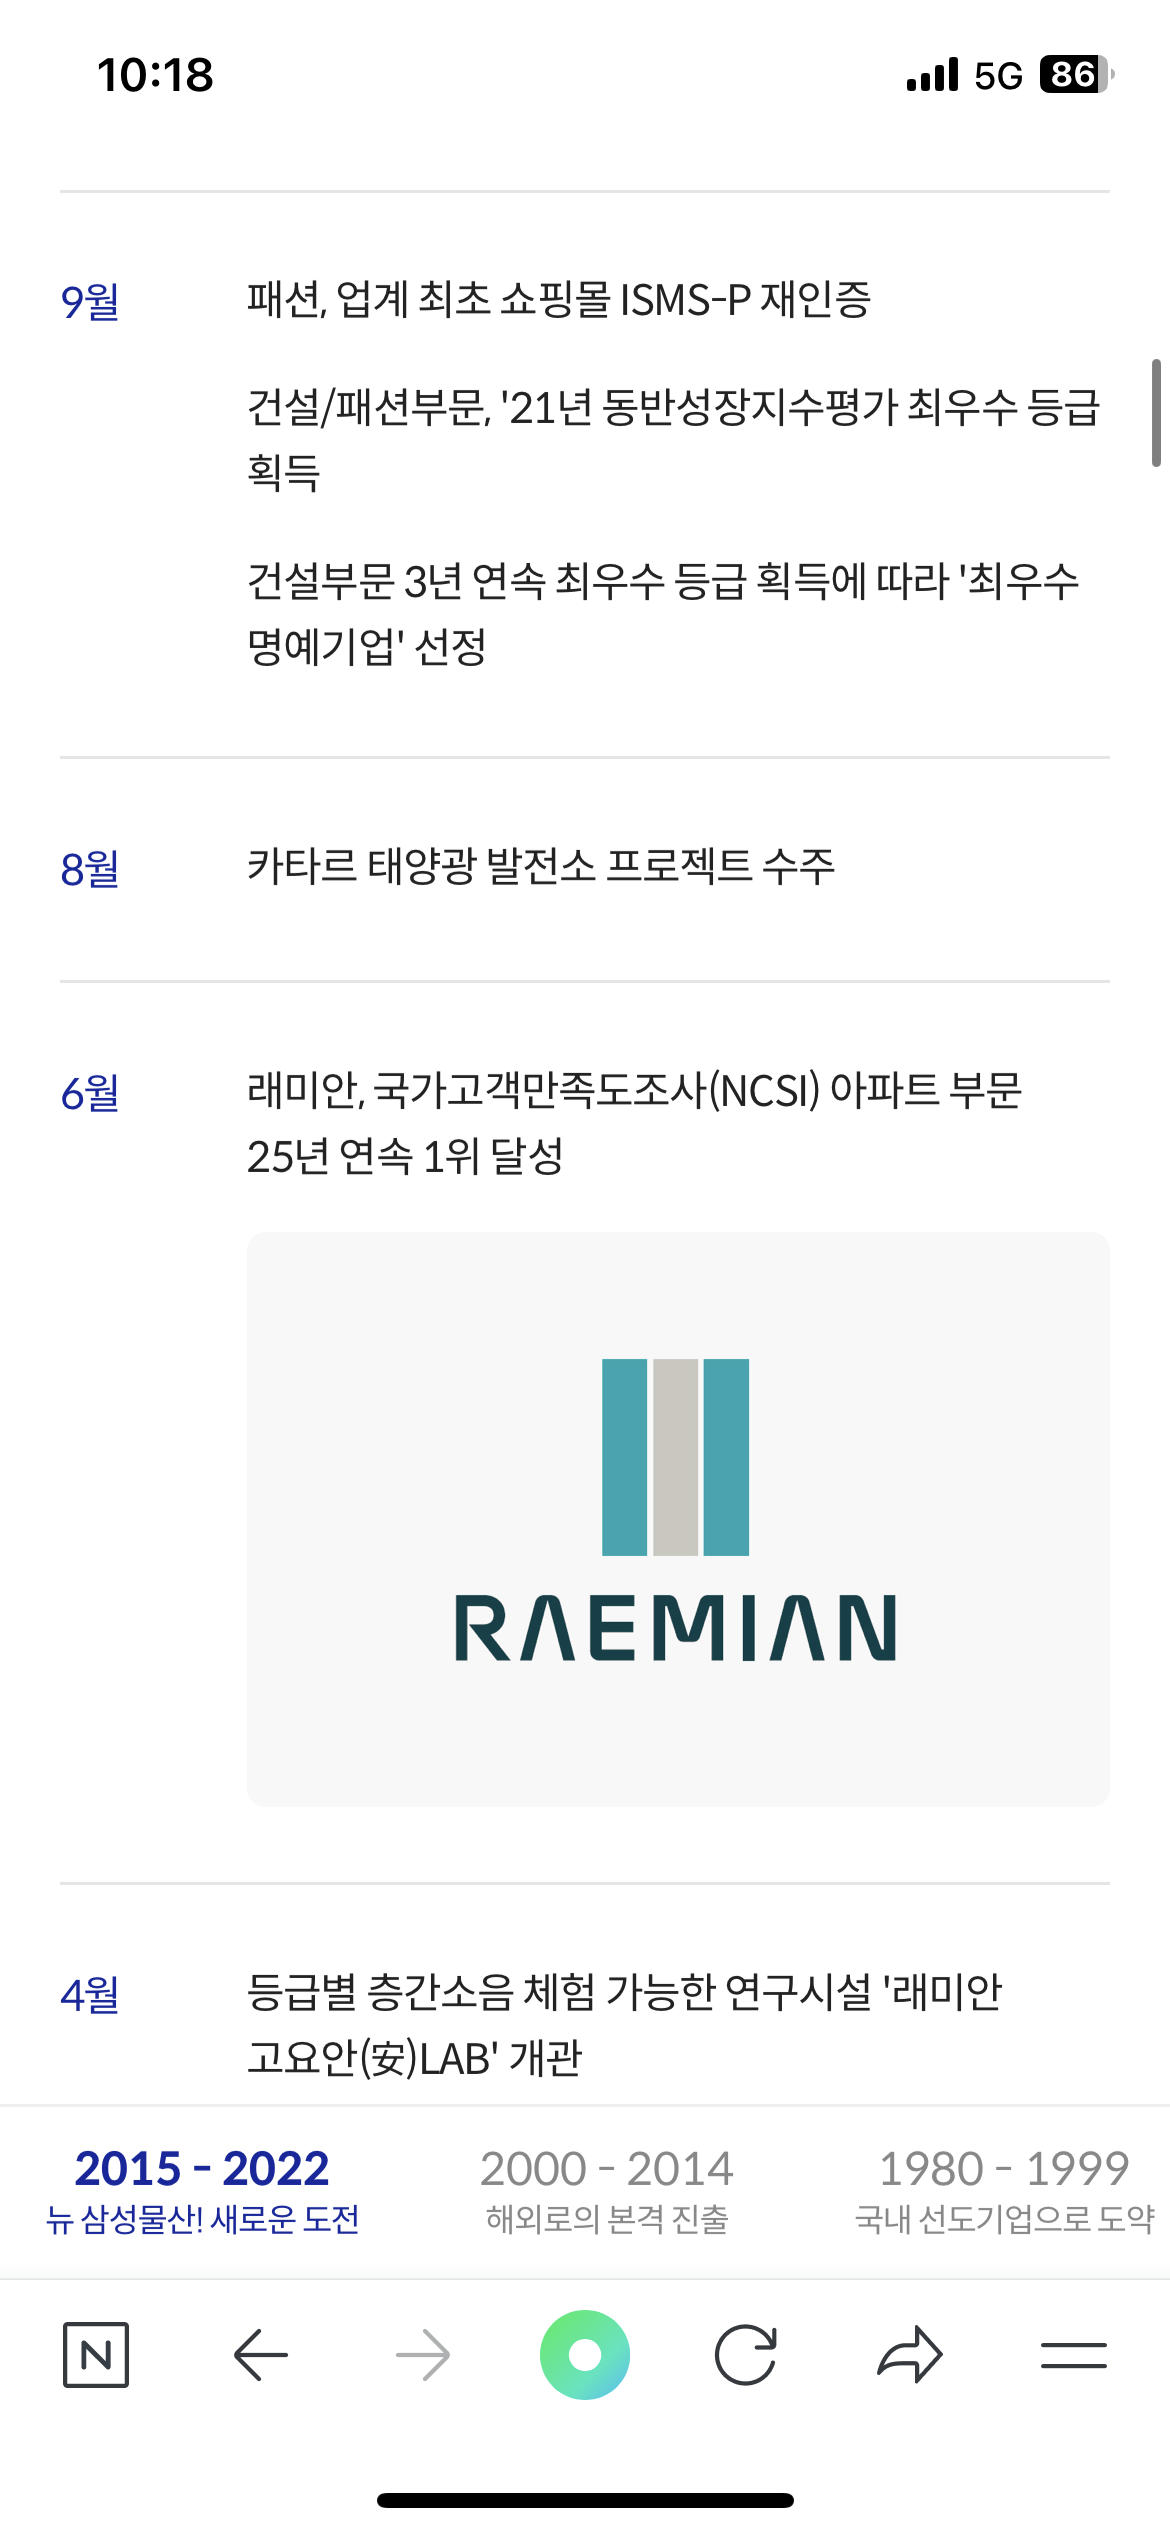 10:18
5G
86
9월
패션, 업계 최초 쇼핑몰 ISMS-P 재인증
건설/패션부문, '21년 동반성장지수평가 최우수 등급
획득
건설부문 3년 연속 최우수 등급 획득에 따라 '최우수
명예기업' 선정
8월
카타르 태양광 발전소 프로젝트 수주
6월
래미안, 국가고객만족도조사(NCSI) 아파트 부문
25년 연속 1위 달성
RAEMIAN
4월
등급별 층간소음 체험 가능한 연구시설 '래미안
고요안(安)LAB' 개관
2015 - 2022
뉴 삼성물산! 새로운 도전
2000 - 2014
해외로의 본격 진출
1980 - 1999
국내 선도기업으로 도약
N